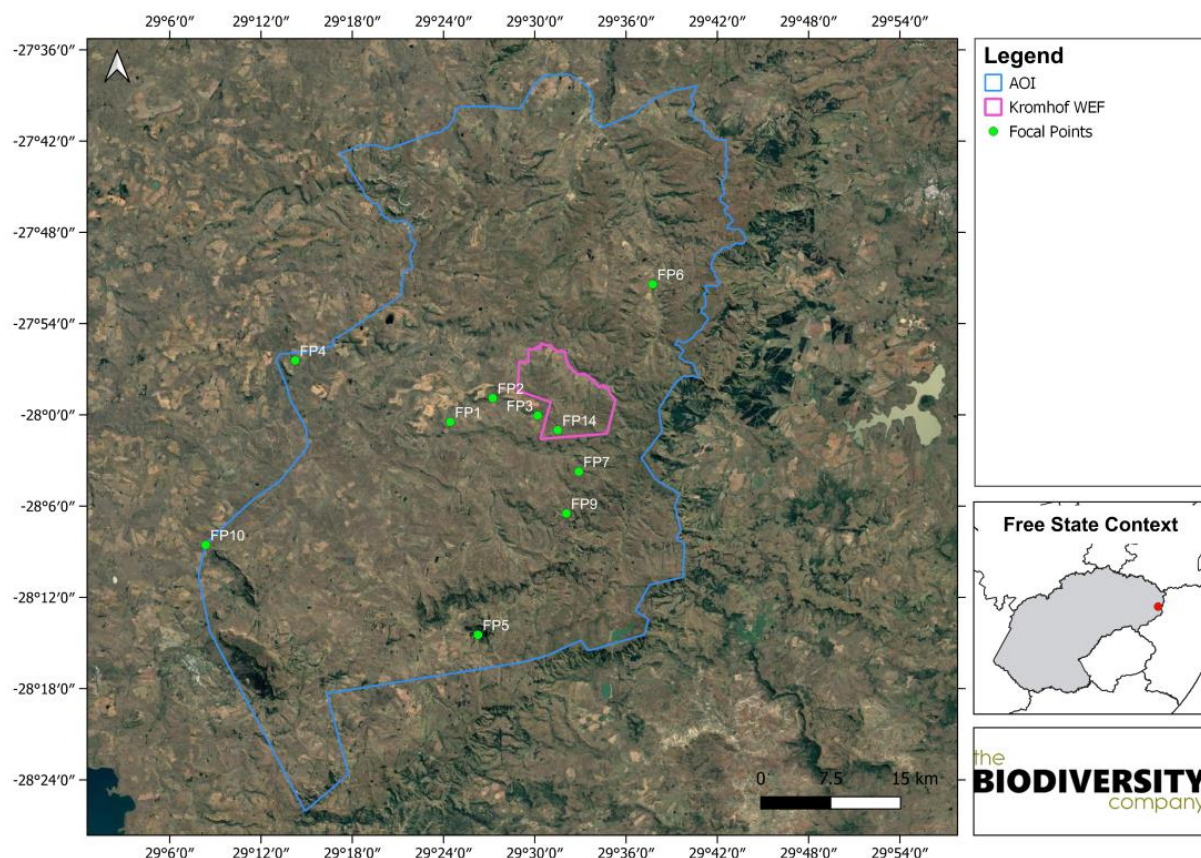 29°6′0″ 29°12′0″ 29°18′0″ 29°24′0″ 29°30′0″ 29°36′0″ 29°42′0″ 29°48′0″ 29°54′0″
-27°36′0″
-27°42′0″
-27°48′0″
-27°54′0″
-28°0′0″
-28°6′0″
-28°12′0″
-28°18′0″
-28°24′0″
FP6
FP4
FP2
FP3
FP1
FP14
FP7
FP9
FP10
FP5
0 7.5 15 km
29°6′0″ 29°12′0″ 29°18′0″ 29°24′0″ 29°30′0″ 29°36′0″ 29°42′0″ 29°48′0″ 29°54′0″
Legend
AOI
Kromhof WEF
Focal Points
Free State Context
the
BIODIVERSITY
company